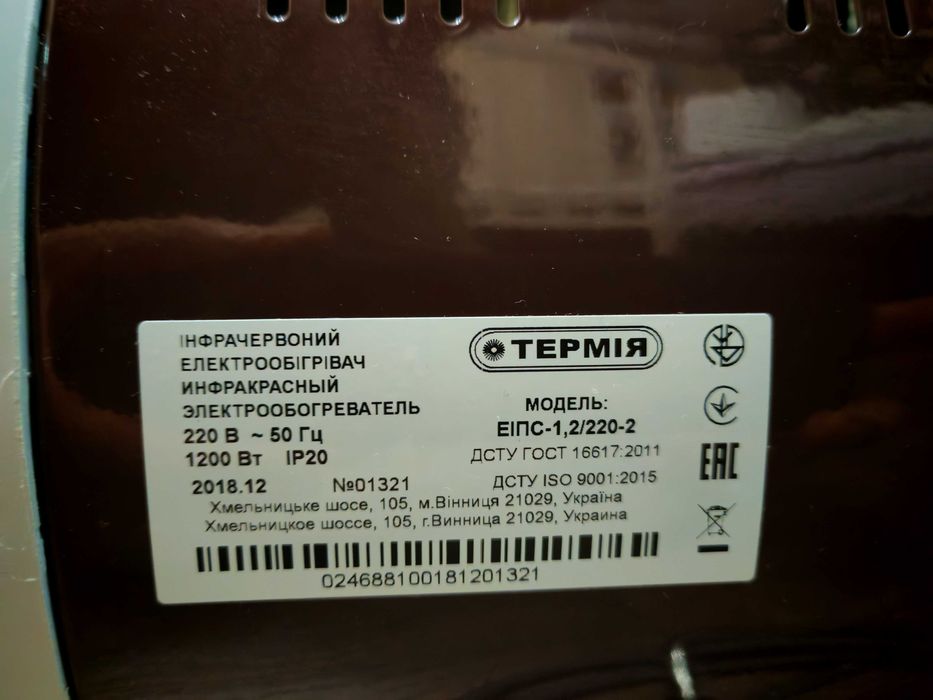 ІНФРАЧЕРВОНИЙ
ЕЛЕКТРООБІГРІВАЧ
ИНФРАКРАСНЫЙ
ЭЛЕКТРООБОГРЕВАТЕЛЬ
220 В ~ 50 Гц
1200 Вт IP20
ТЕРМІЯ
МОДЕЛЬ:
ЕІПС-1,2/220-2
ДСТУ ГОСТ 16617:2011
2018.12 №01321 ДСТУ ISO 9001:2015
Хмельницьке шосе, 105, м.Вінниця 21029, Україна
Хмельницкое шоссе, 105, г.Винница 21029, Украина
024688100181201321
EAC